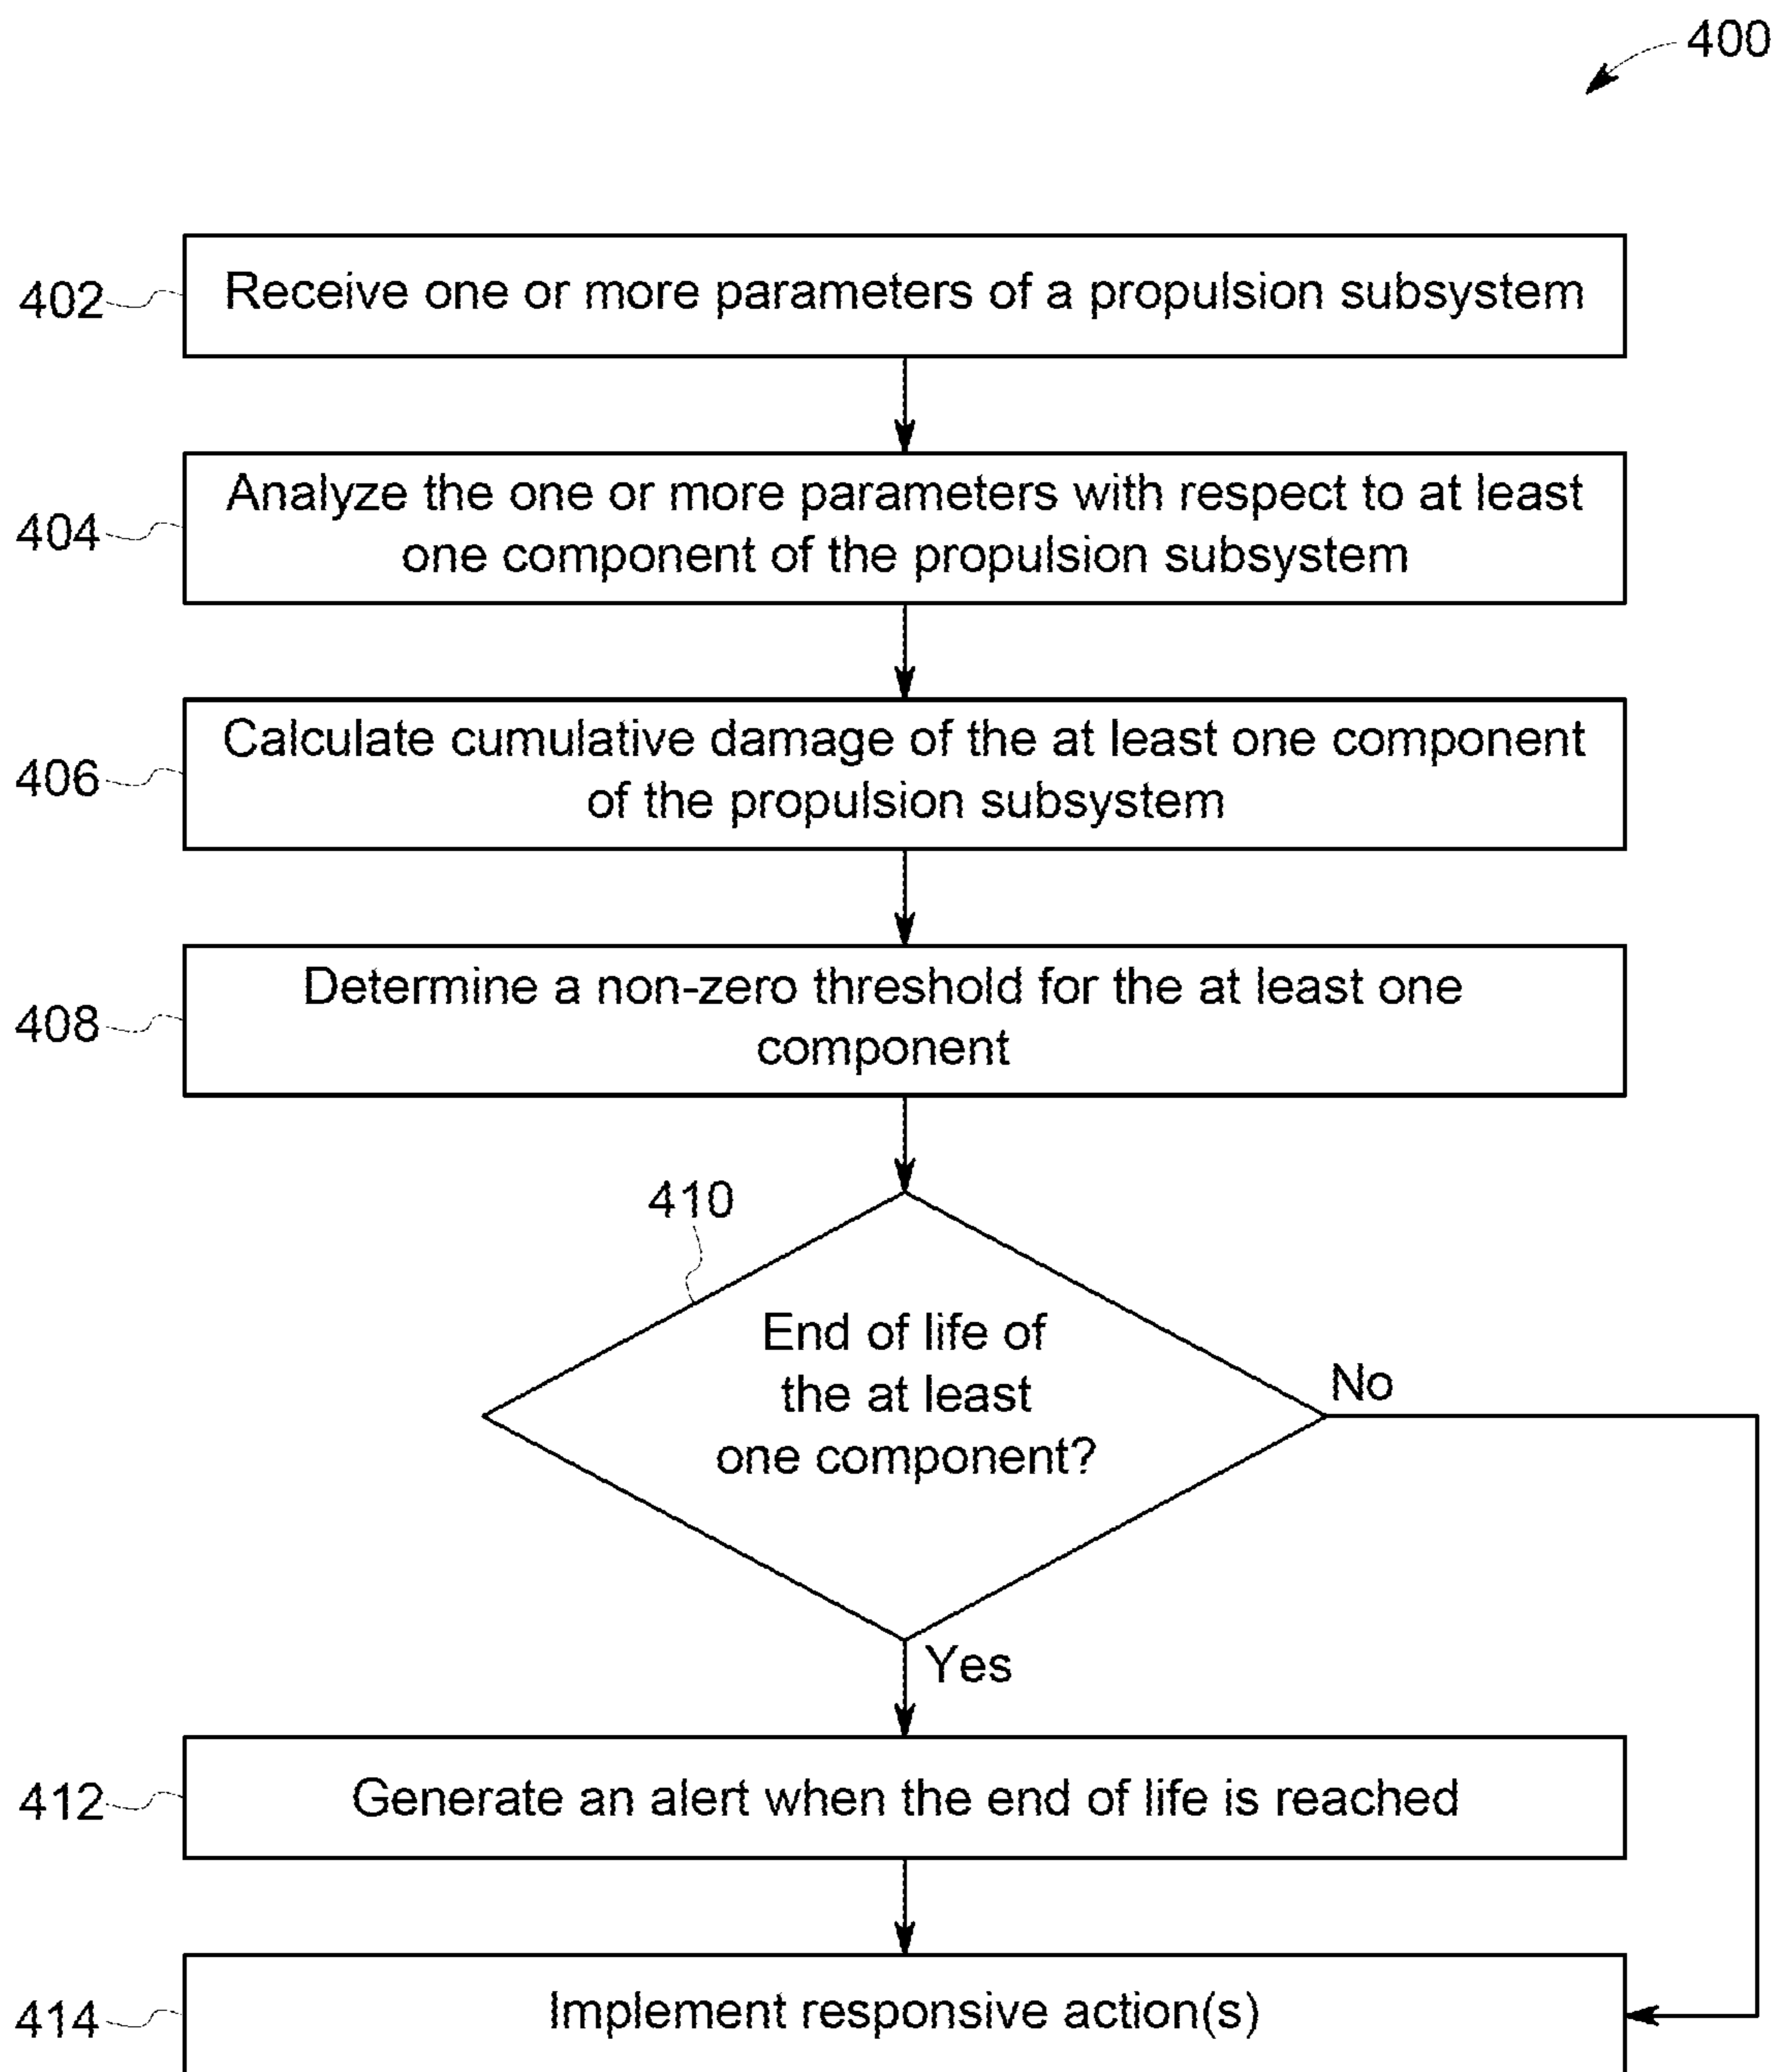 400
402
Receive one or more parameters of a propulsion subsystem
404
Analyze the one or more parameters with respect to at least
one component of the propulsion subsystem
406
Calculate cumulative damage of the at least one component
of the propulsion subsystem
408
Determine a non-zero threshold for the at least one
component
410
End of life of
the at least
one component?
No
Yes
412
Generate an alert when the end of life is reached
414
Implement responsive action(s)